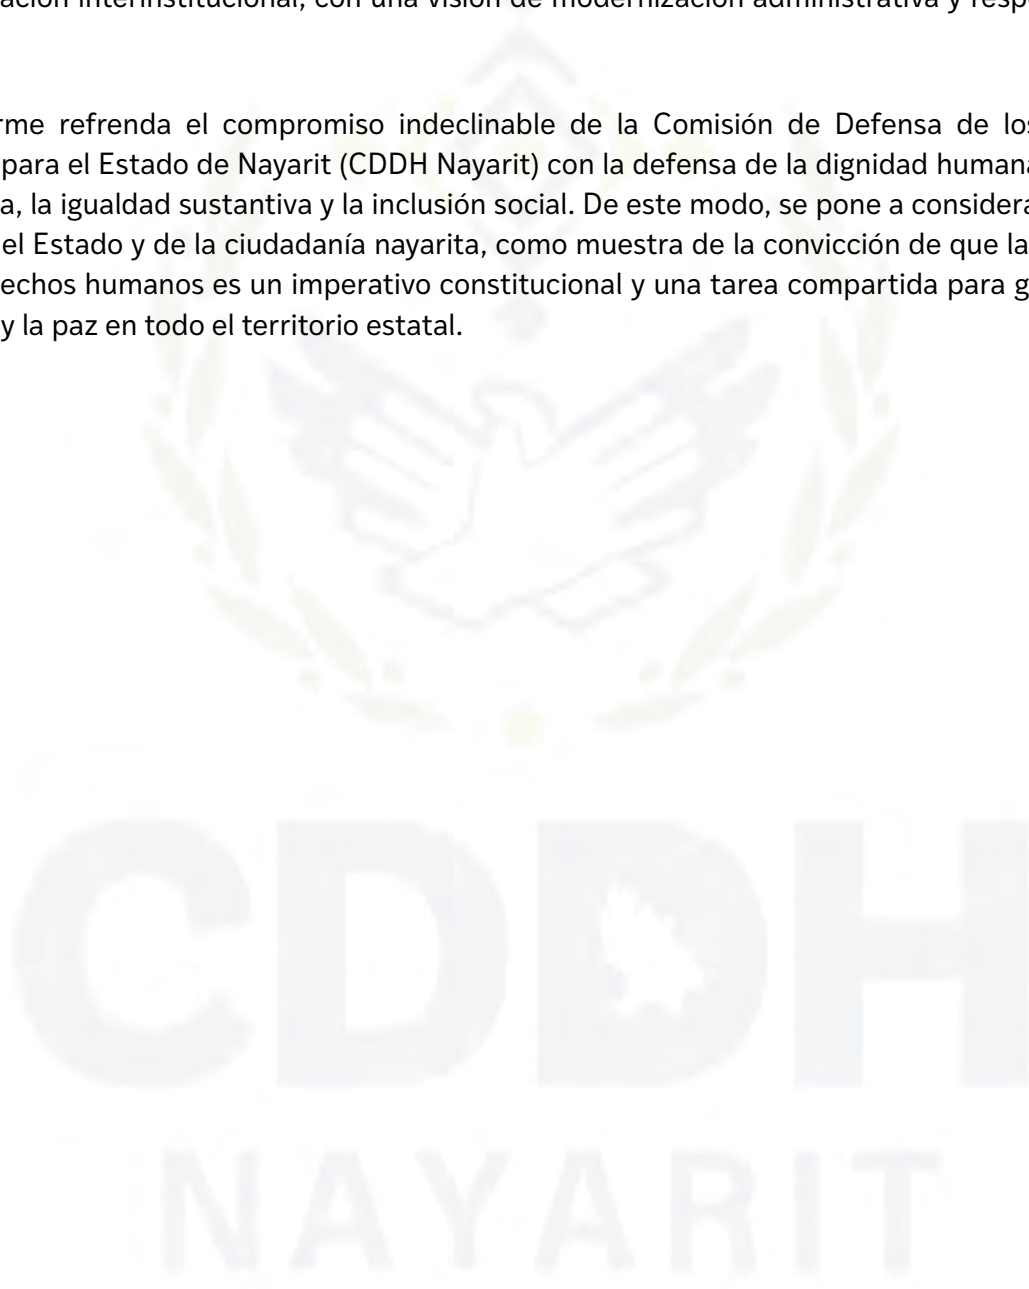 ación interinstitucional, con una visión de modernización administrativa y resp
rme refrenda el compromiso indeclinable de la Comisión de Defensa de los
para el Estado de Nayarit (CDDH Nayarit) con la defensa de la dignidad humana
a, la igualdad sustantiva y la inclusión social. De este modo, se pone a considera
el Estado y de la ciudadanía nayarita, como muestra de la convicción de que la
echos humanos es un imperativo constitucional y una tarea compartida para g
y la paz en todo el territorio estatal.
CDDH
NAYARIT